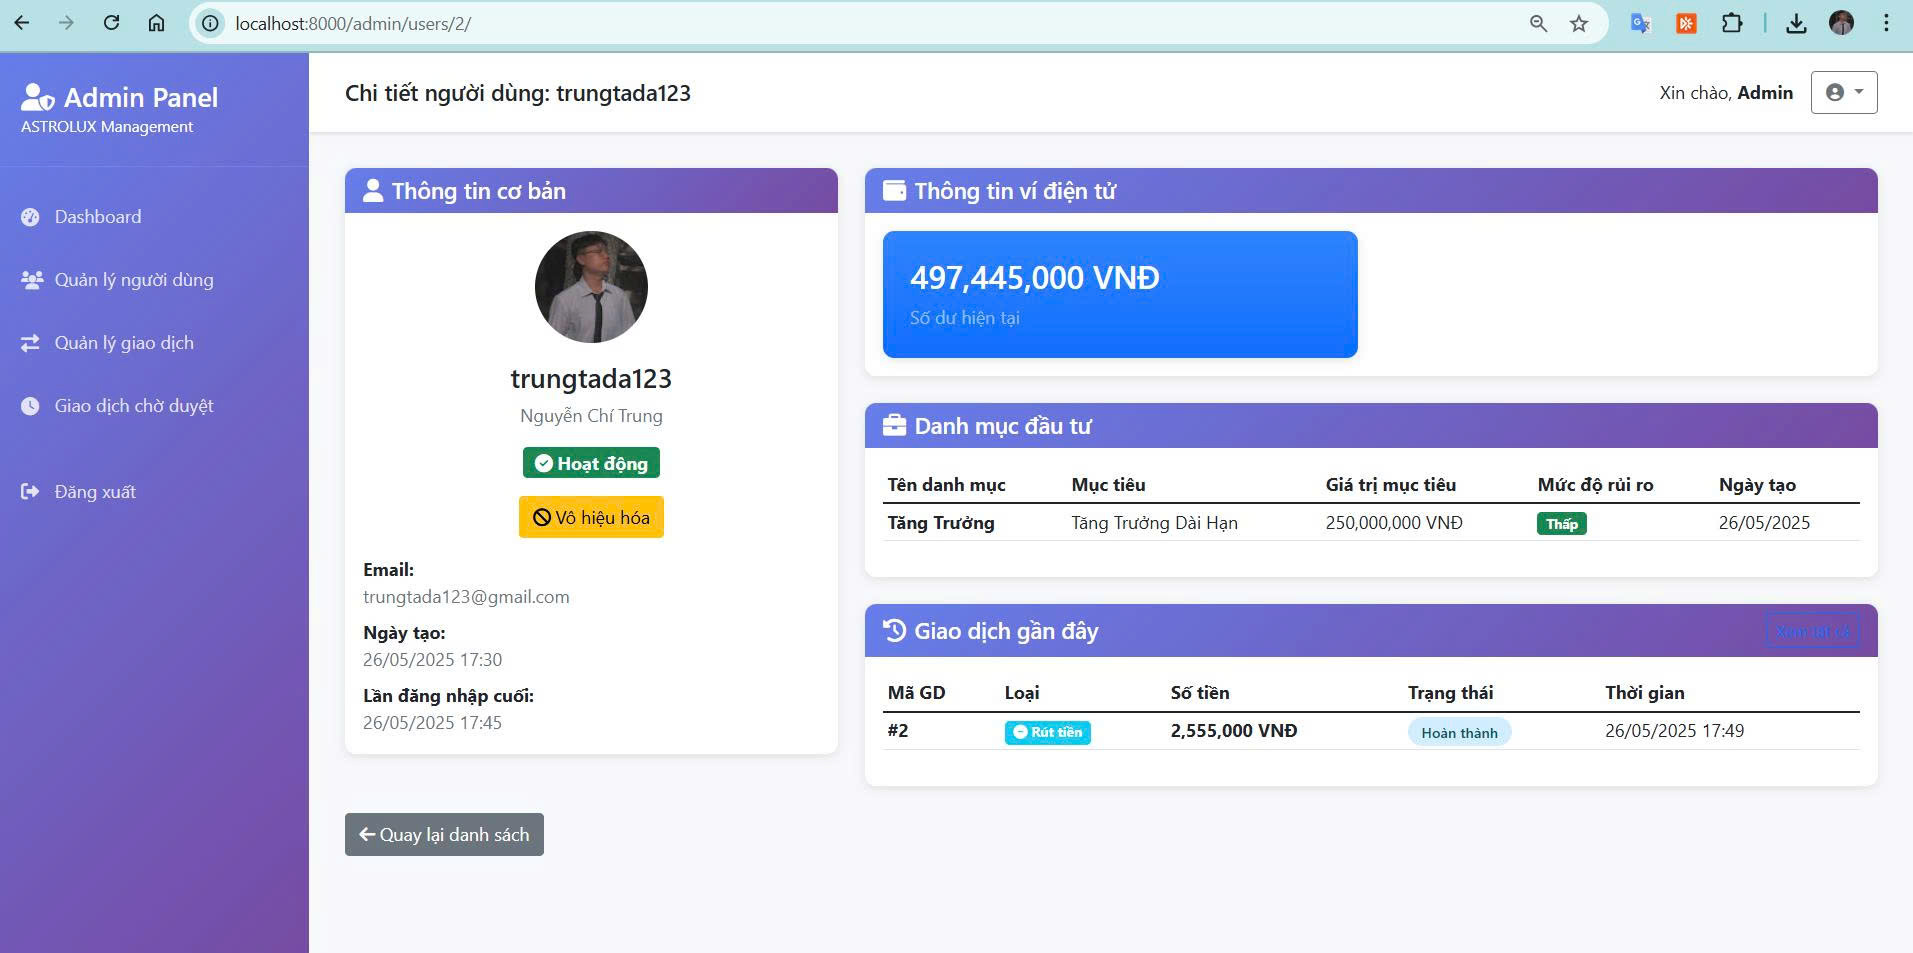 localhost:8000/admin/users/2/
Admin Panel
ASTROLUX Management
Dashboard
Quản lý người dùng
Quản lý giao dịch
Giao dịch chờ duyệt
Đăng xuất
Chi tiết người dùng: trungtada123
Xin chào, Admin
Thông tin cơ bản
trungtada123
Nguyễn Chí Trung
Hoạt động
Vô hiệu hóa
Email:
trungtada123@gmail.com
Ngày tạo:
26/05/2025 17:30
Lần đăng nhập cuối:
26/05/2025 17:45
Thông tin ví điện tử
497,445,000 VNĐ
Số dư hiện tại
Danh mục đầu tư
Tên danh mục Mục tiêu Giá trị mục tiêu Mức độ rủi ro Ngày tạo
Tăng Trưởng Tăng Trưởng Dài Hạn 250,000,000 VNĐ Thấp 26/05/2025
Giao dịch gần đây Xem tất cả
Mã GD Loại Số tiền Trạng thái Thời gian
#2 Rút tiền 2,555,000 VNĐ Hoàn thành 26/05/2025 17:49
Quay lại danh sách